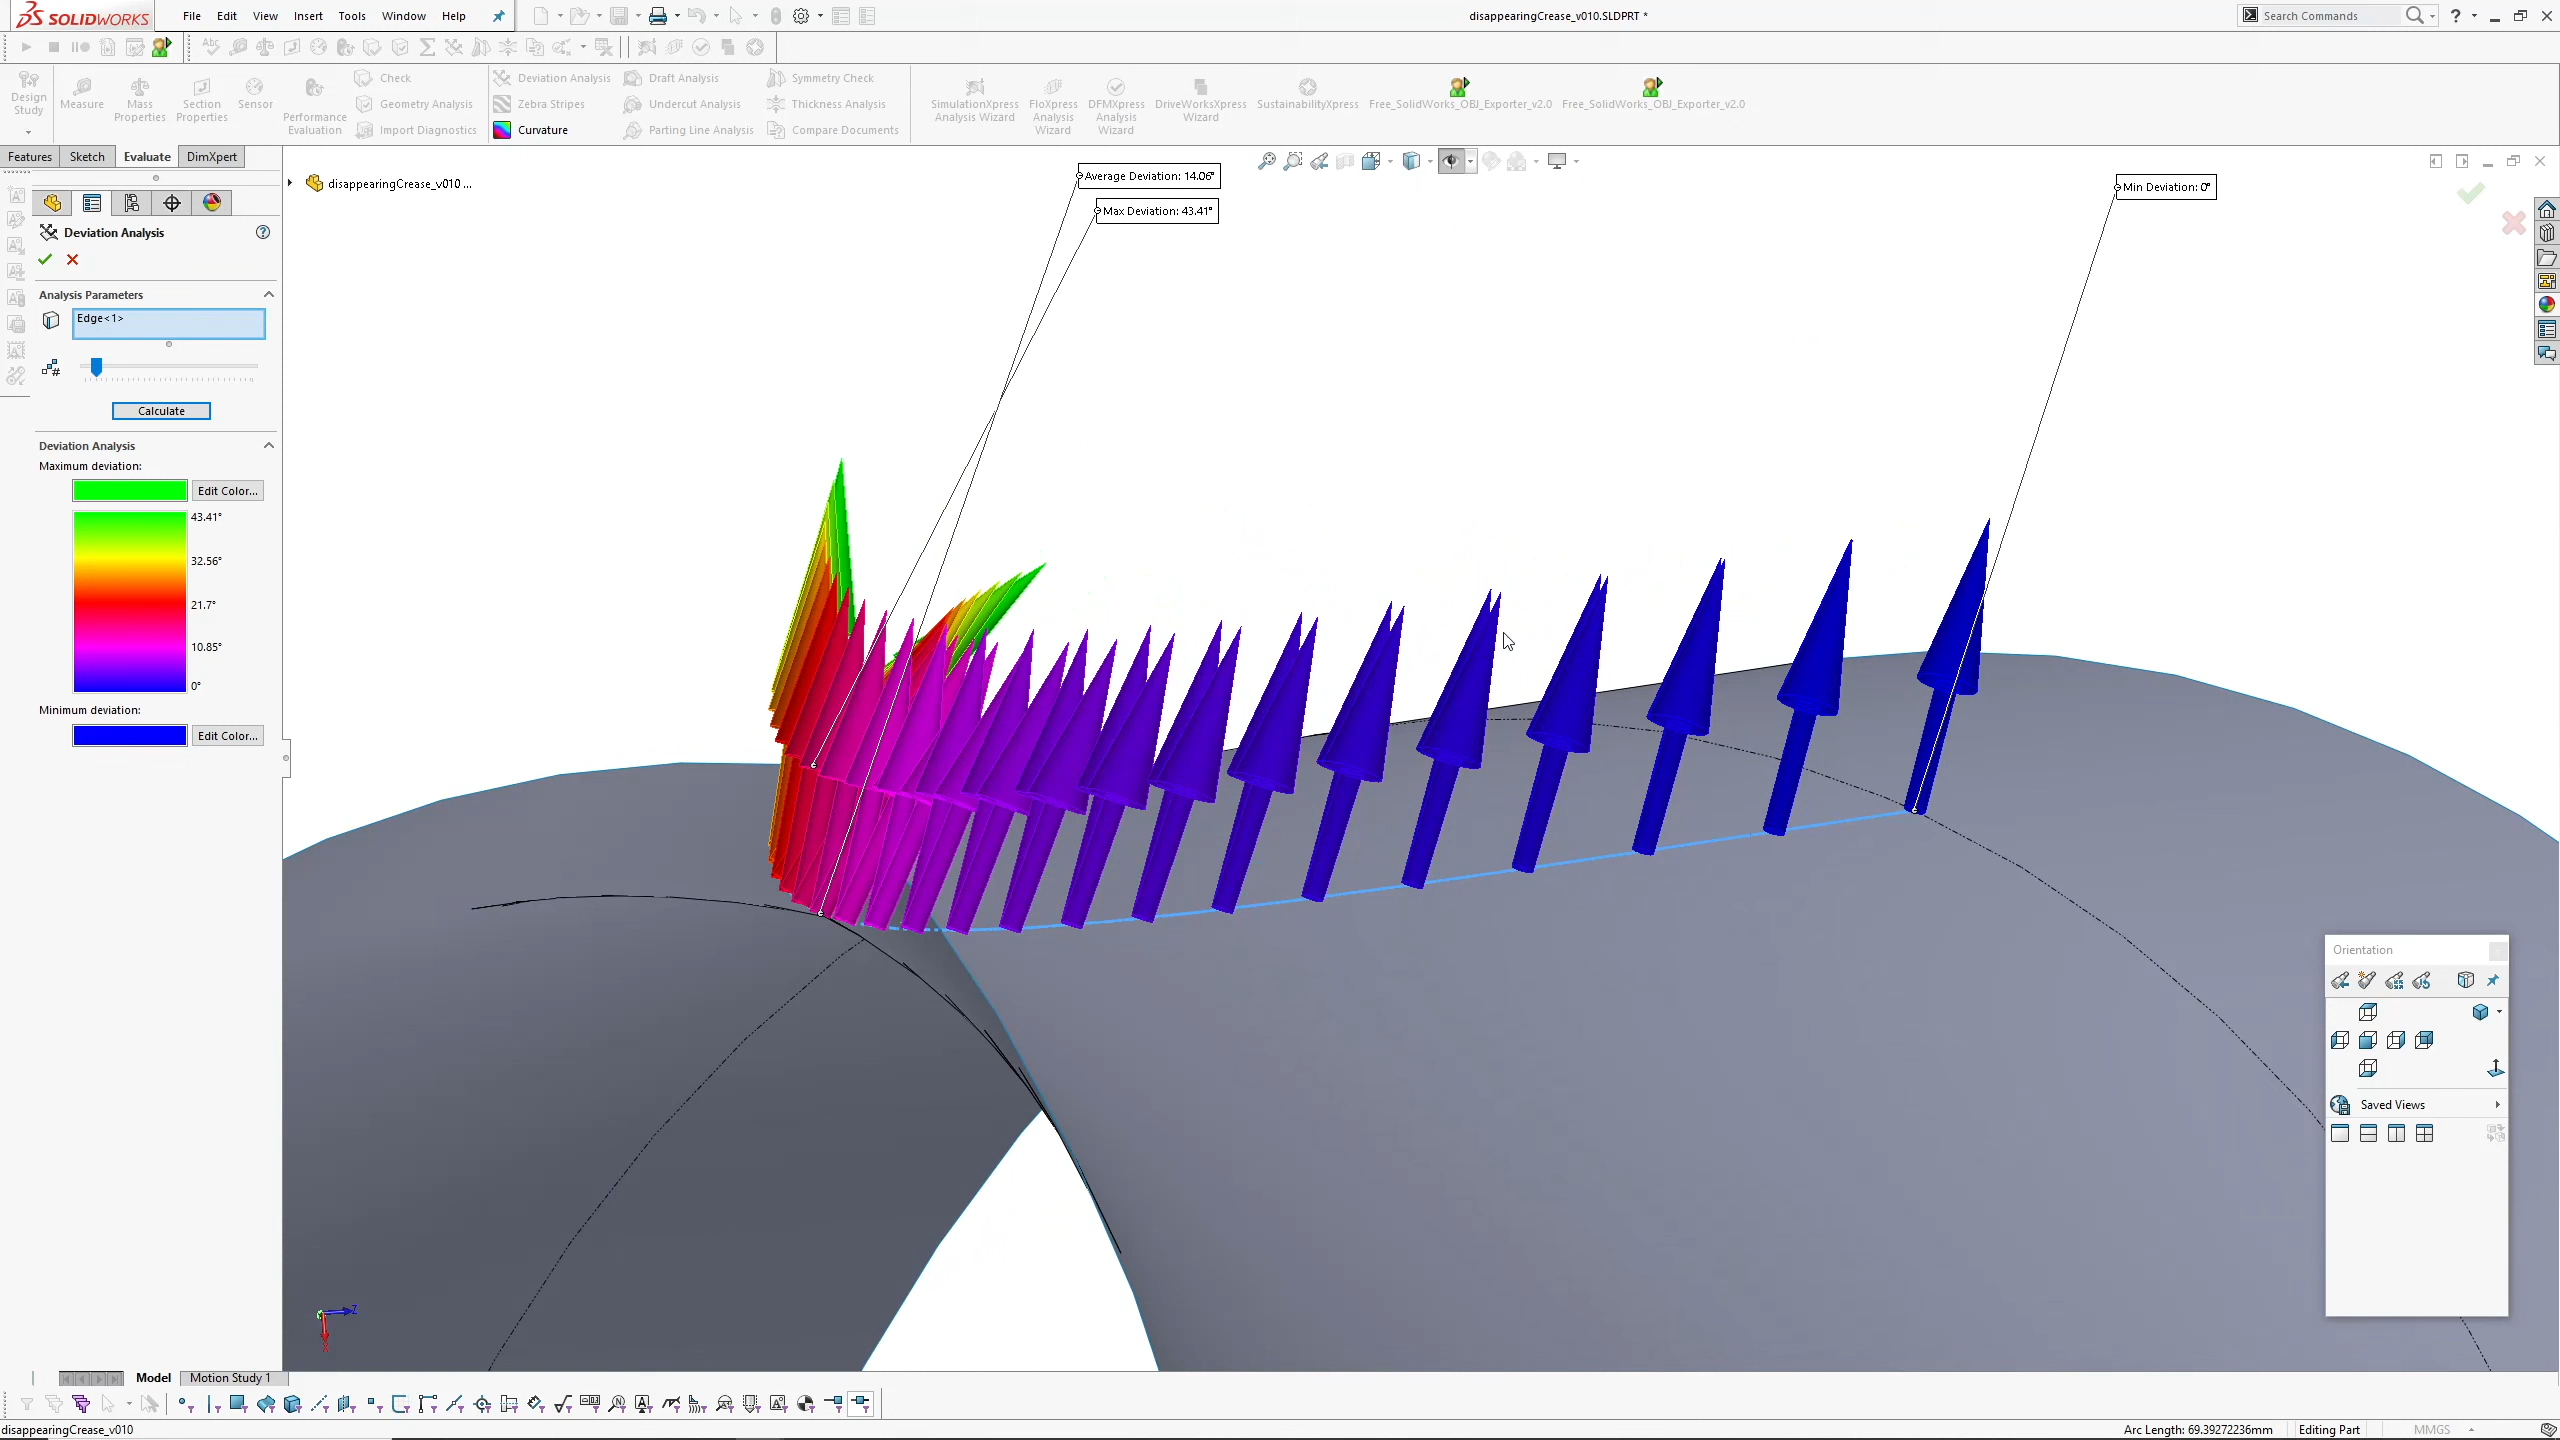 SOLIDWORKS
File Edit View Insert Tools Window Help
disappearingCrease_v010.SLDPRT *
Search Commands
Design Study
Measure
Mass Properties
Section Properties
Sensor
Performance Evaluation
Check
Geometry Analysis
Import Diagnostics
Deviation Analysis
Zebra Stripes
Curvature
Draft Analysis
Undercut Analysis
Parting Line Analysis
Symmetry Check
Thickness Analysis
Compare Documents
SimulationXpress Analysis Wizard
FloXpress Analysis Wizard
DFMXpress Analysis Wizard
DriveWorksXpress Wizard
SustainabilityXpress
Free_SolidWorks_OBJ_Exporter_v2.0
Free_SolidWorks_OBJ_Exporter_v2.0
Features Sketch Evaluate DimXpert
disappearingCrease_v010 ...
Average Deviation: 14.06°
Max Deviation: 43.41°
Min Deviation: 0°
Deviation Analysis
Analysis Parameters
Edge<1>
Calculate
Deviation Analysis
Maximum deviation:
Edit Color...
43.41°
32.56°
21.7°
10.85°
0°
Minimum deviation:
Edit Color...
Orientation
Saved Views
Z
X
Model Motion Study 1
disappearingCrease_v010
Arc Length: 69.39272236mm Editing Part MMGS